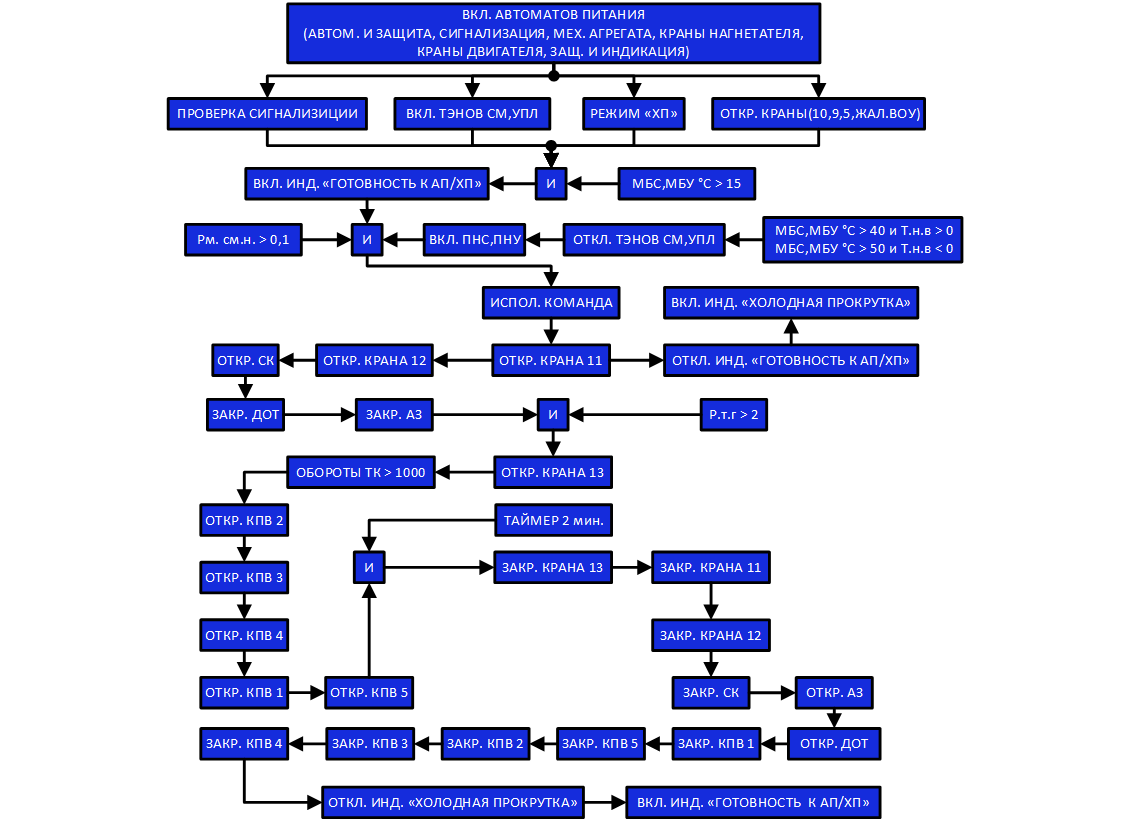 ВКЛ. АВТОМАТОВ ПИТАНИЯ
(АВТОМ. И ЗАЩИТА, СИГНАЛИЗАЦИЯ, МЕХ. АГРЕГАТА, КРАНЫ НАГНЕТАТЕЛЯ,
КРАНЫ ДВИГАТЕЛЯ, ЗАЩ. И ИНДИКАЦИЯ)
ПРОВЕРКА СИГНАЛИЗИЦИИ
ВКЛ. ТЭНОВ СМ,УПЛ
РЕЖИМ «ХП»
ОТКР. КРАНЫ(10,9,5,ЖАЛ.ВОУ)
ВКЛ. ИНД. «ГОТОВНОСТЬ К АП/ХП»
И
МБС,МБУ °С > 15
Рм. см.н. > 0,1
И
ВКЛ. ПНС,ПНУ
ОТКЛ. ТЭНОВ СМ,УПЛ
МБС,МБУ °С > 40 и Т.н.в > 0
МБС,МБУ °С > 50 и Т.н.в < 0
ИСПОЛ. КОМАНДА
ВКЛ. ИНД. «ХОЛОДНАЯ ПРОКРУТКА»
ОТКР. СК
ОТКР. КРАНА 12
ОТКР. КРАНА 11
ОТКЛ. ИНД. «ГОТОВНОСТЬ К АП/ХП»
ЗАКР. ДОТ
ЗАКР. АЗ
И
Р.т.г > 2
ОБОРОТЫ ТК > 1000
ОТКР. КРАНА 13
ОТКР. КПВ 2
ТАЙМЕР 2 мин.
ОТКР. КПВ 3
И
ЗАКР. КРАНА 13
ЗАКР. КРАНА 11
ОТКР. КПВ 4
ЗАКР. КРАНА 12
ОТКР. КПВ 1
ОТКР. КПВ 5
ЗАКР. СК
ОТКР. АЗ
ЗАКР. КПВ 4
ЗАКР. КПВ 3
ЗАКР. КПВ 2
ЗАКР. КПВ 5
ЗАКР. КПВ 1
ОТКР. ДОТ
ОТКЛ. ИНД. «ХОЛОДНАЯ ПРОКРУТКА»
ВКЛ. ИНД. «ГОТОВНОСТЬ К АП/ХП»